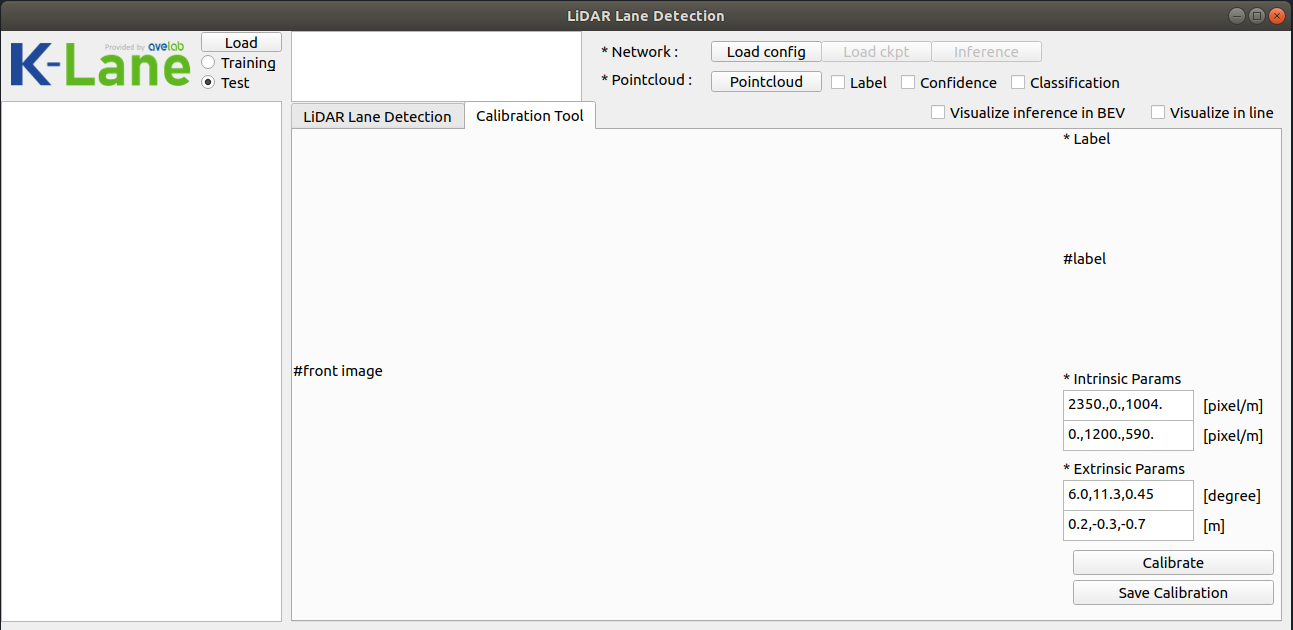 LiDAR Lane Detection
Provided by avelab
K-Lane
Load
Training
Test
* Network :
Load config
Load ckpt
Inference
* Pointcloud :
Pointcloud
Label
Confidence
Classification
Visualize inference in BEV
Visualize in line
LiDAR Lane Detection
Calibration Tool
* Label
#label
#front image
* Intrinsic Params
2350.,0.,1004. [pixel/m]
0.,1200.,590. [pixel/m]
* Extrinsic Params
6.0,11.3,0.45 [degree]
0.2,-0.3,-0.7 [m]
Calibrate
Save Calibration